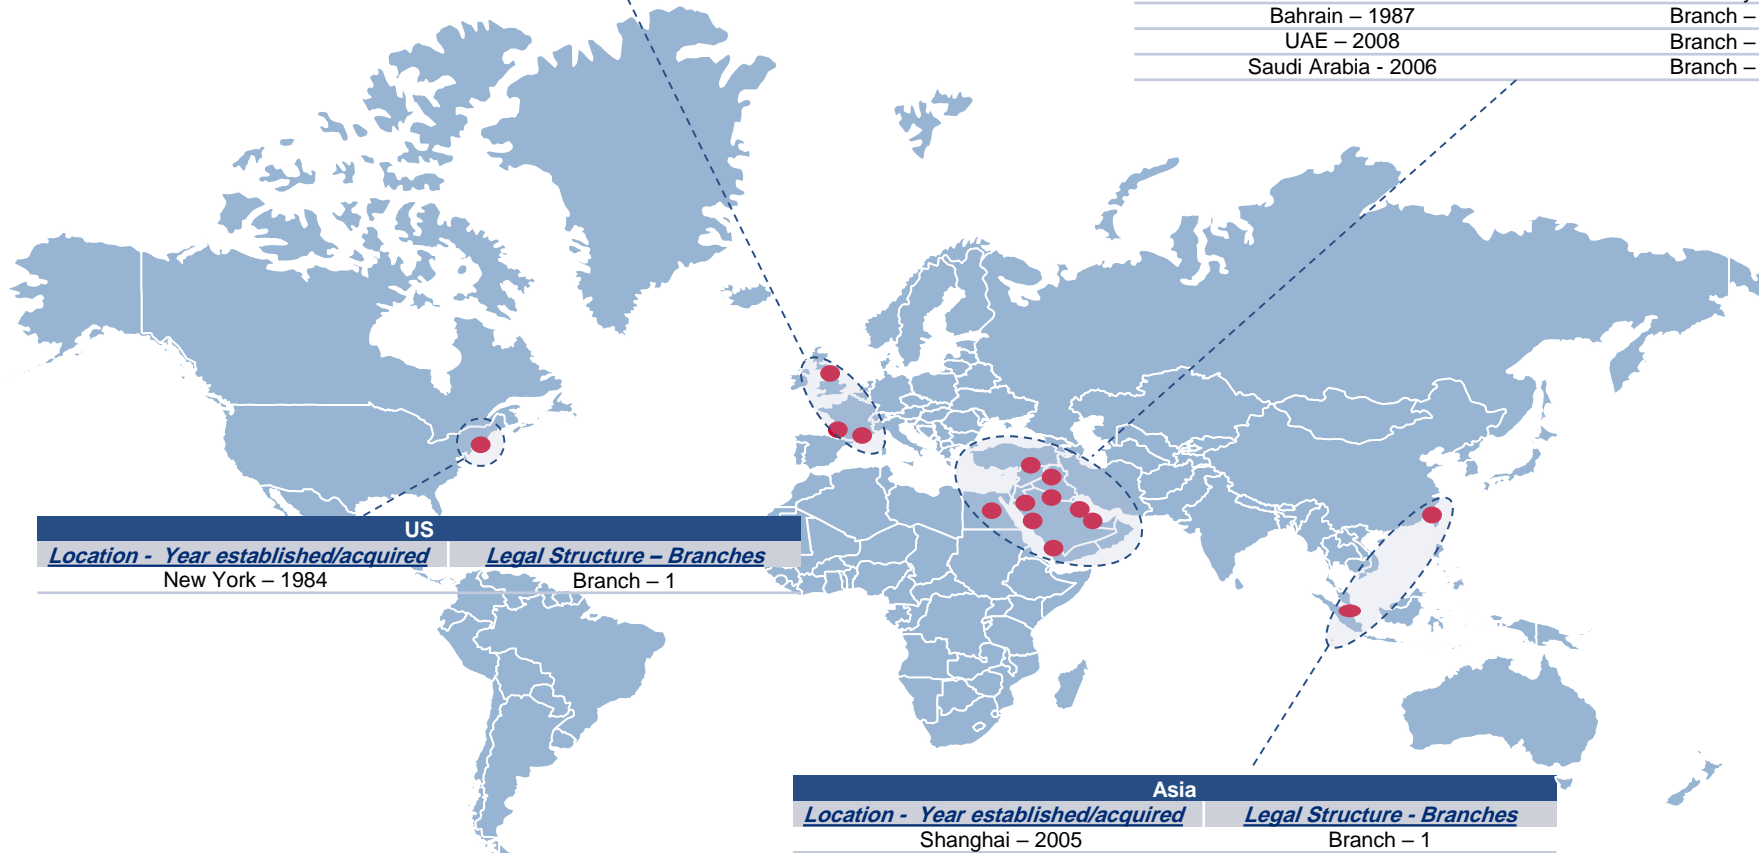 Bahrain – 1987 Branch –
UAE – 2008 Branch –
Saudi Arabia - 2006 Branch –
US
Location - Year established/acquired Legal Structure – Branches
New York – 1984 Branch – 1
Asia
Location - Year established/acquired Legal Structure - Branches
Shanghai – 2005 Branch – 1